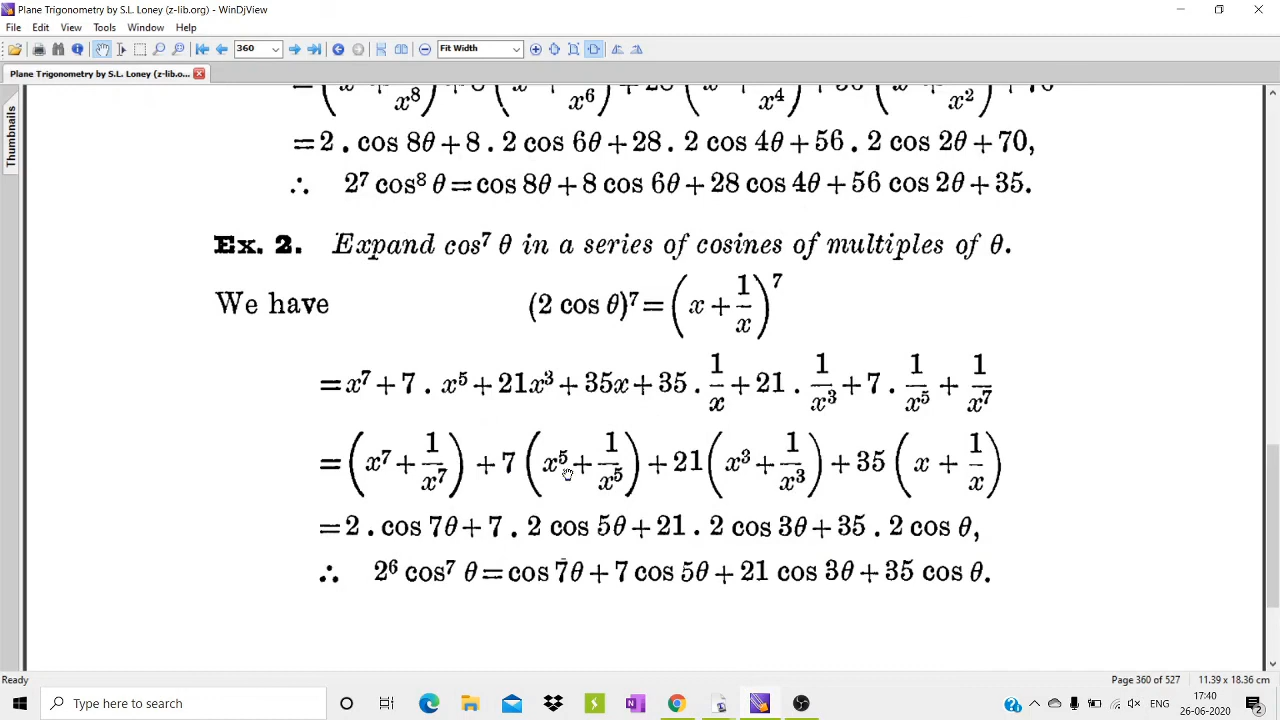 Plane Trigonometry by S.L. Loney (z-lib.org) - WinDjView
File Edit View Tools Window Help
360 Fit Width
Plane Trigonometry by S.L. Loney (z-lib.o...
Thumbnails
=2 . cos 8θ+8 . 2 cos 6θ+28 . 2 cos 4θ+56 . 2 cos 2θ+70,
∴ 2⁷ cos⁸ θ=cos 8θ+8 cos 6θ+28 cos 4θ+56 cos 2θ+35.
Ex. 2. Expand cos⁷ θ in a series of cosines of multiples of θ.
We have (2 cos θ)⁷=(x+1/x)⁷
=x⁷+7 . x⁵+21x³+35x+35 . 1/x+21 . 1/x³+7 . 1/x⁵+1/x⁷
=(x⁷+1/x⁷)+7(x⁵+1/x⁵)+21(x³+1/x³)+35(x+1/x)
=2 . cos 7θ+7 . 2 cos 5θ+21 . 2 cos 3θ+35 . 2 cos θ,
∴ 2⁶ cos⁷ θ=cos 7θ+7 cos 5θ+21 cos 3θ+35 cos θ.
Ready Page 360 of 527 11.39 x 18.36 cm
Type here to search ENG 17:40
26-06-2020 2